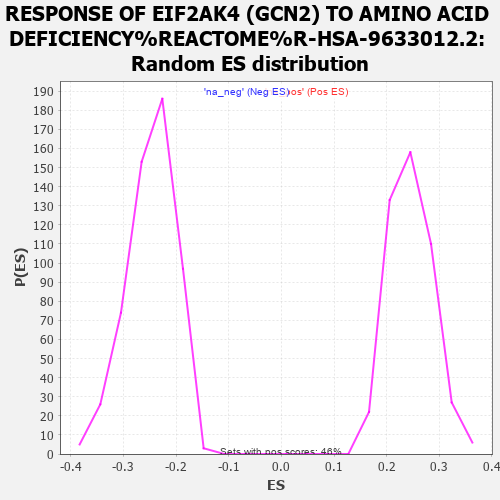 RESPONSE OF EIF2AK4 (GCN2) TO AMINO ACID
DEFICIENCY%REACTOME%R-HSA-9633012.2:
Random ES distribution
'na_neg' (Neg ES) os' (Pos ES)
190
180
170
160
150
140
130
120
110
100
90
80
70
60
50
40
30
20
10
0
P(ES)
Sets with pos scores: 46%
-0.4 -0.3 -0.2 -0.1 0.0 0.1 0.2 0.3 0.4
ES